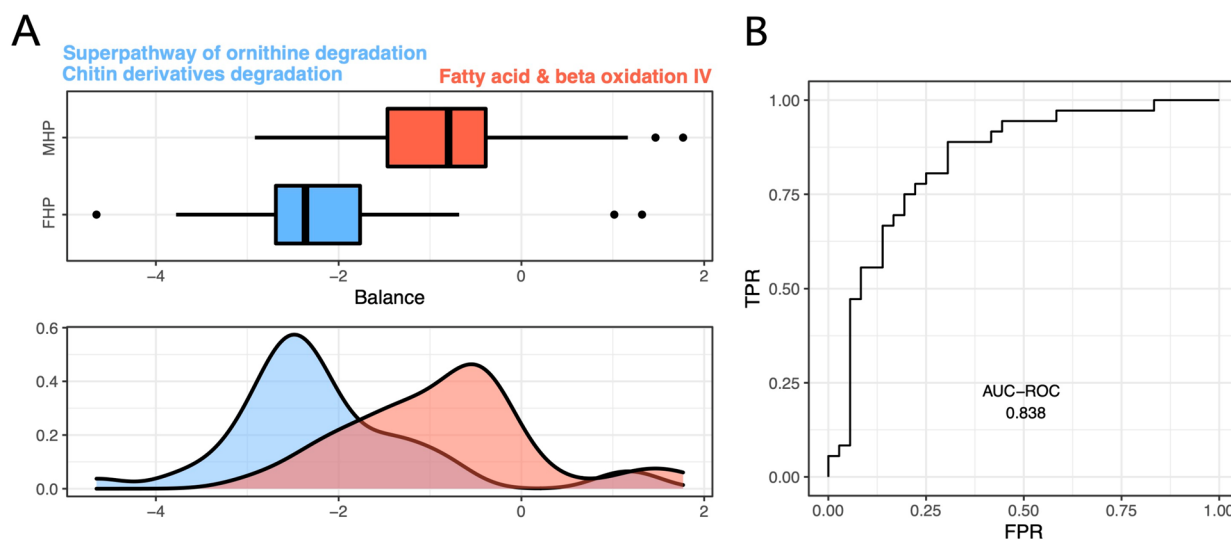 A
Superpathway of ornithine degradation
Chitin derivatives degradation
Fatty acid & beta oxidation IV
MHP
FHP
−4 −2 0 2
Balance
0.6
0.4
0.2
0.0
−4 −2 0 2
B
1.00
0.75
TPR
0.50
0.25
0.00
AUC−ROC
0.838
0.00 0.25 0.50 0.75 1.00
FPR